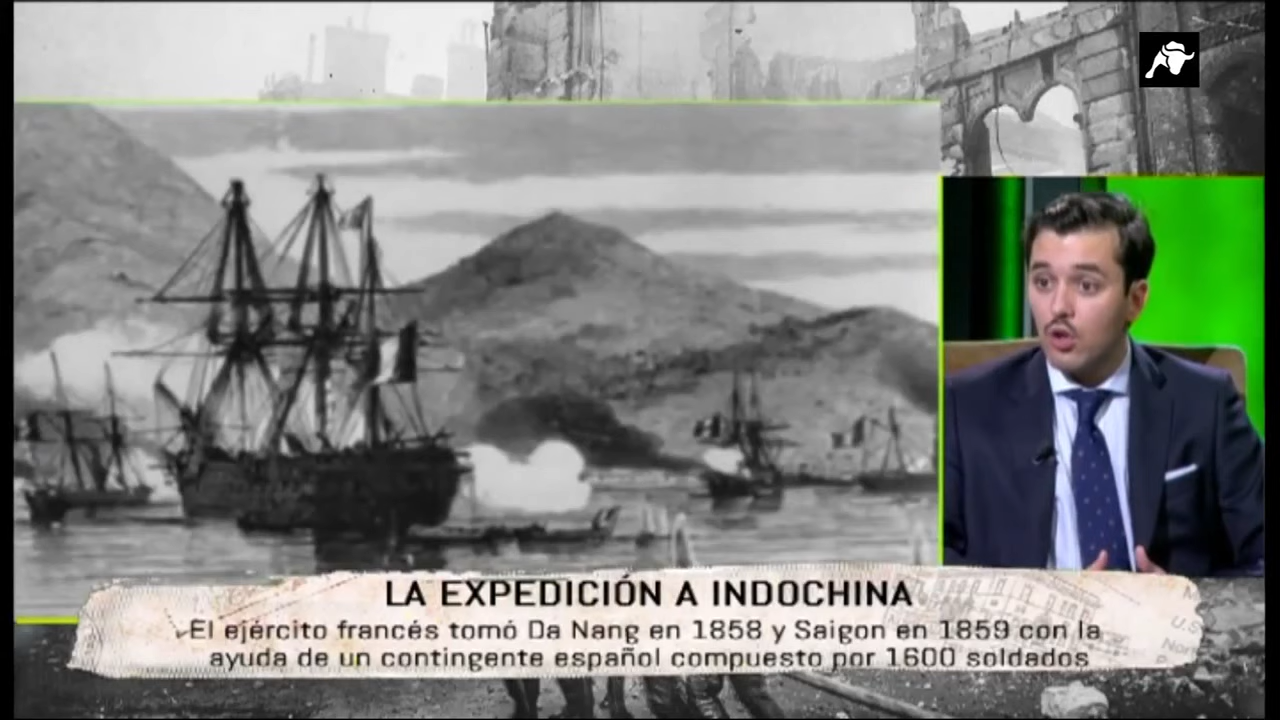 LA EXPEDICIÓN A INDOCHINA
El ejército francés tomó Da Nang en 1858 y Saigon en 1859 con la
ayuda de un contingente español compuesto por 1600 soldados